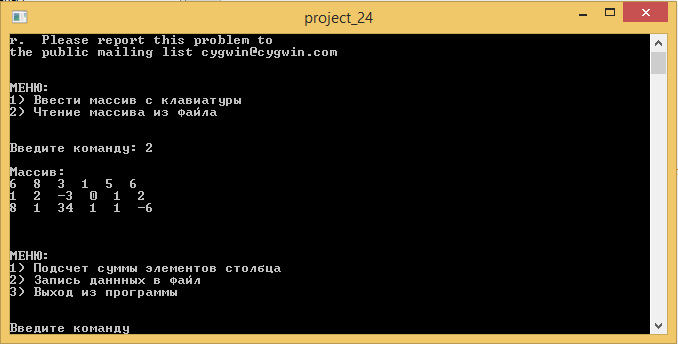 project_24
r.  Please report this problem to
the public mailing list cygwin@cygwin.com
МЕНЮ:
1) Ввести массив с клавиатуры
2) Чтение массива из файла
Введите команду: 2
Массив:
6  8  3  1  5  6
1  2  -3  0  1  2
8  1  34  1  1  -6
МЕНЮ:
1) Подсчет суммы элементов столбца
2) Запись даннных в файл
3) Выход из программы
Введите команду